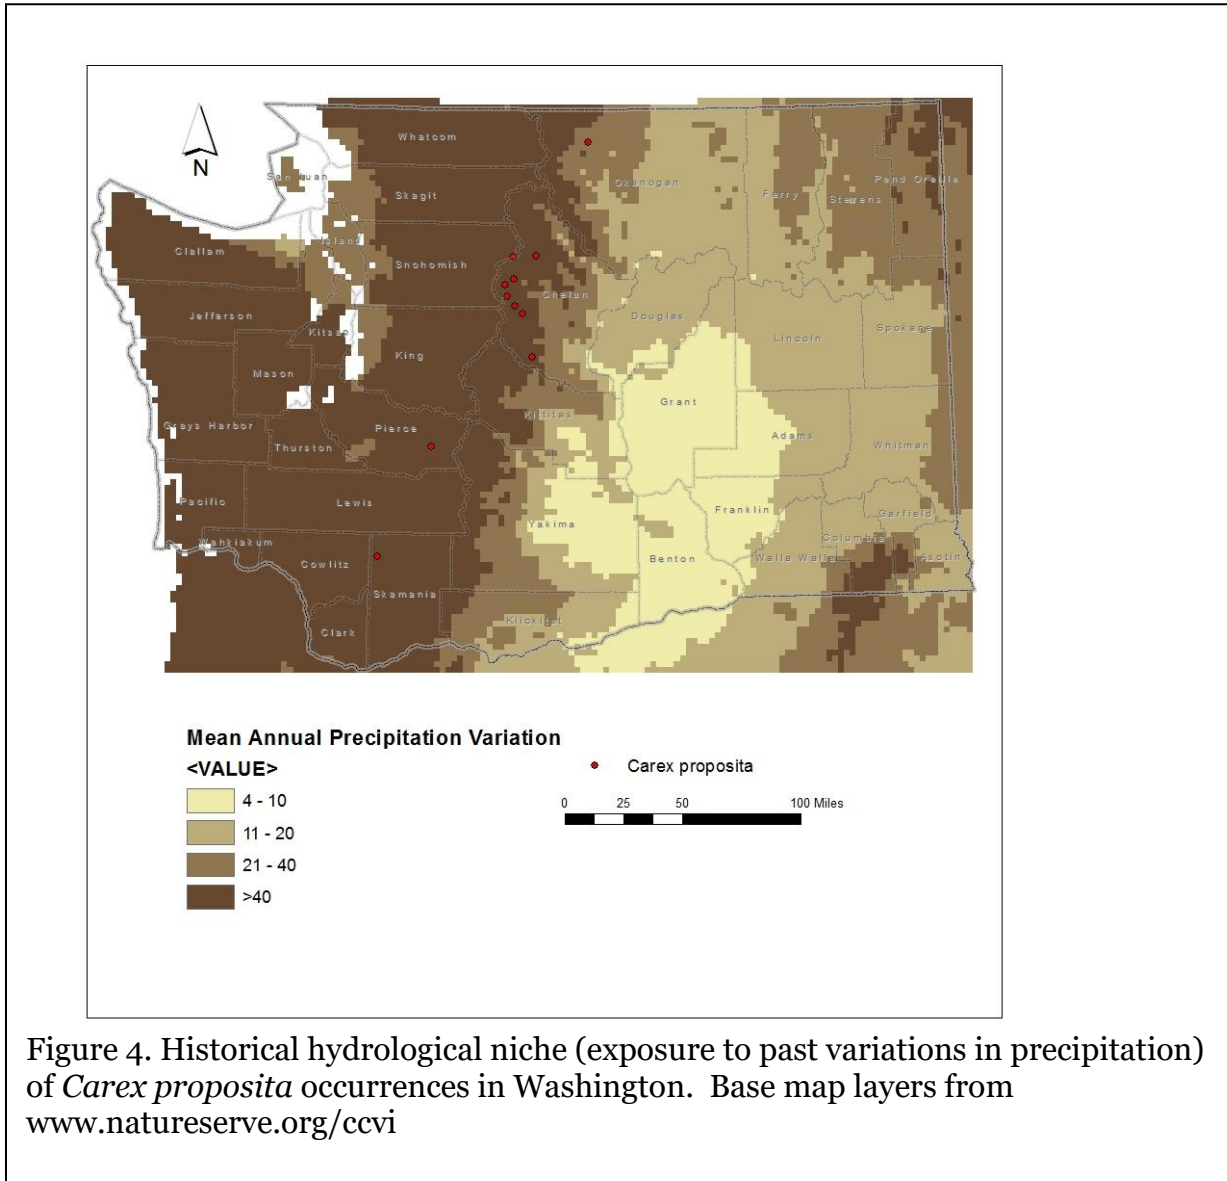 N
Whatcom
San Juan
Skagit
Okanogan
Ferry
Stevens
Pend Oreille
Island
Clallam
Snohomish
Chelan
Jefferson
Kitsap
Douglas
Lincoln
Spokane
King
Mason
Grant
Kittitas
Grays Harbor
Pierce
Thurston
Adams
Whitman
Pacific
Lewis
Yakima
Franklin
Garfield
Wahkiakum
Cowlitz
Benton
Walla Walla
Columbia
Asotin
Skamania
Klickitat
Clark
Mean Annual Precipitation Variation
<VALUE>
4 - 10
11 - 20
21 - 40
>40
Carex proposita
0 25 50 100 Miles
Figure 4. Historical hydrological niche (exposure to past variations in precipitation)
of Carex proposita occurrences in Washington. Base map layers from
www.natureserve.org/ccvi